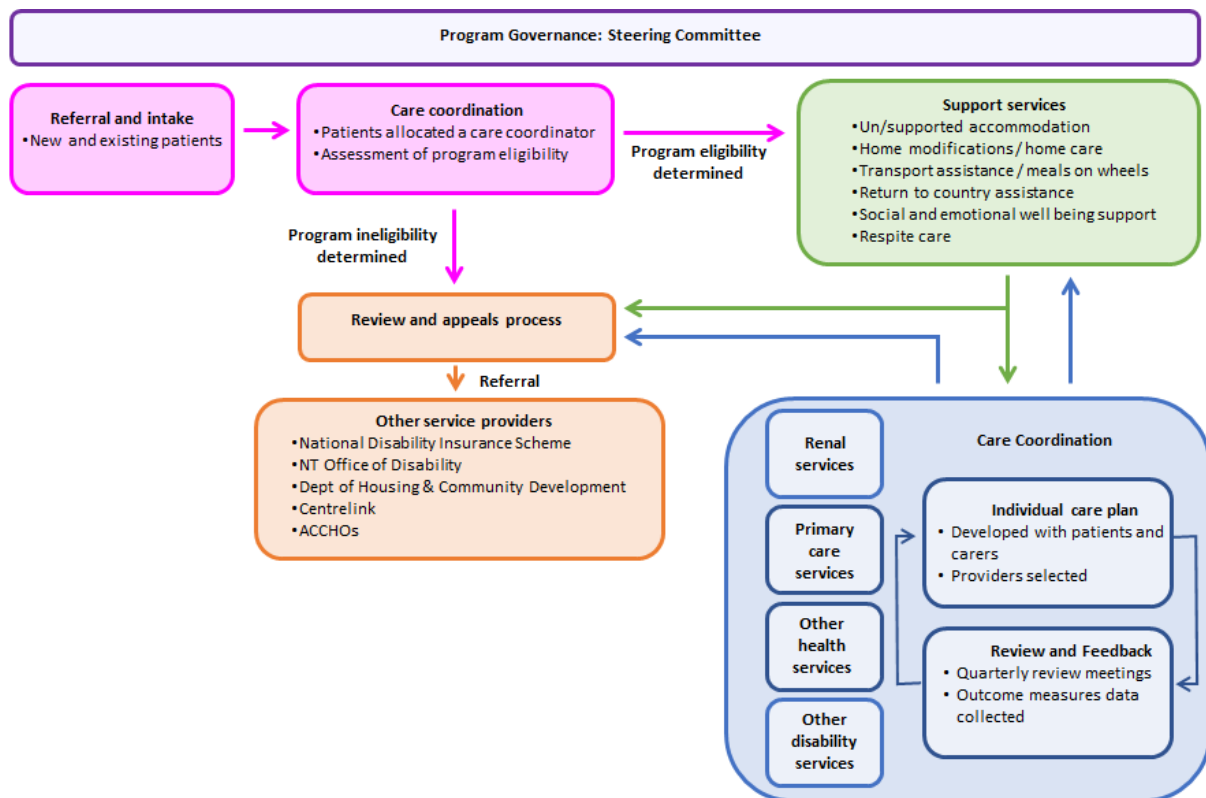 Program Governance: Steering Committee
Referral and intake
•New and existing patients
Care coordination
•Patients allocated a care coordinator
•Assessment of program eligibility
Program eligibility
determined
Support services
•Un/supported accommodation
•Home modifications / home care
•Transport assistance / meals on wheels
•Return to country assistance
•Social and emotional well being support
•Respite care
Program ineligibility
determined
Review and appeals process
Referral
Other service providers
•National Disability Insurance Scheme
•NT Office of Disability
•Dept of Housing & Community Development
•Centrelink
•ACCHOs
Care Coordination
Renal
services
Primary
care
services
Other
health
services
Other
disability
services
Individual care plan
• Developed with patients and
carers
• Providers selected
Review and Feedback
• Quarterly review meetings
• Outcome measures data
collected